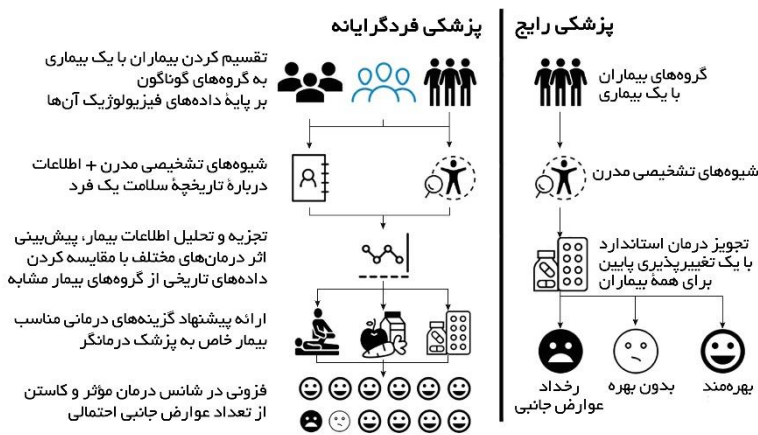 پزشکی رایج
گروه‌های بیماران
با یک بیماری
شیوه‌های تشخیصی مدرن
تجویز درمان استاندارد
با یک تغییرپذیری پایین
برای همهٔ بیماران
بهره‌مند
بدون بهره
رخداد
عوارض جانبی
پزشکی فردگرایانه
تقسیم کردن بیماران با یک بیماری
به گروه‌های گوناگون
بر پایهٔ داده‌های فیزیولوژیک آن‌ها
شیوه‌های تشخیصی مدرن + اطلاعات
دربارهٔ تاریخچهٔ سلامت یک فرد
تجزیه و تحلیل اطلاعات بیمار، پیش‌بینی
اثر درمان‌های مختلف با مقایسه کردن
داده‌های تاریخی از گروه‌های بیمار مشابه
ارائه پیشنهاد گزینه‌های درمانی مناسب
بیمار خاص به پزشک درمانگر
فزونی در شانس درمان مؤثر و کاستن
از تعداد عوارض جانبی احتمالی